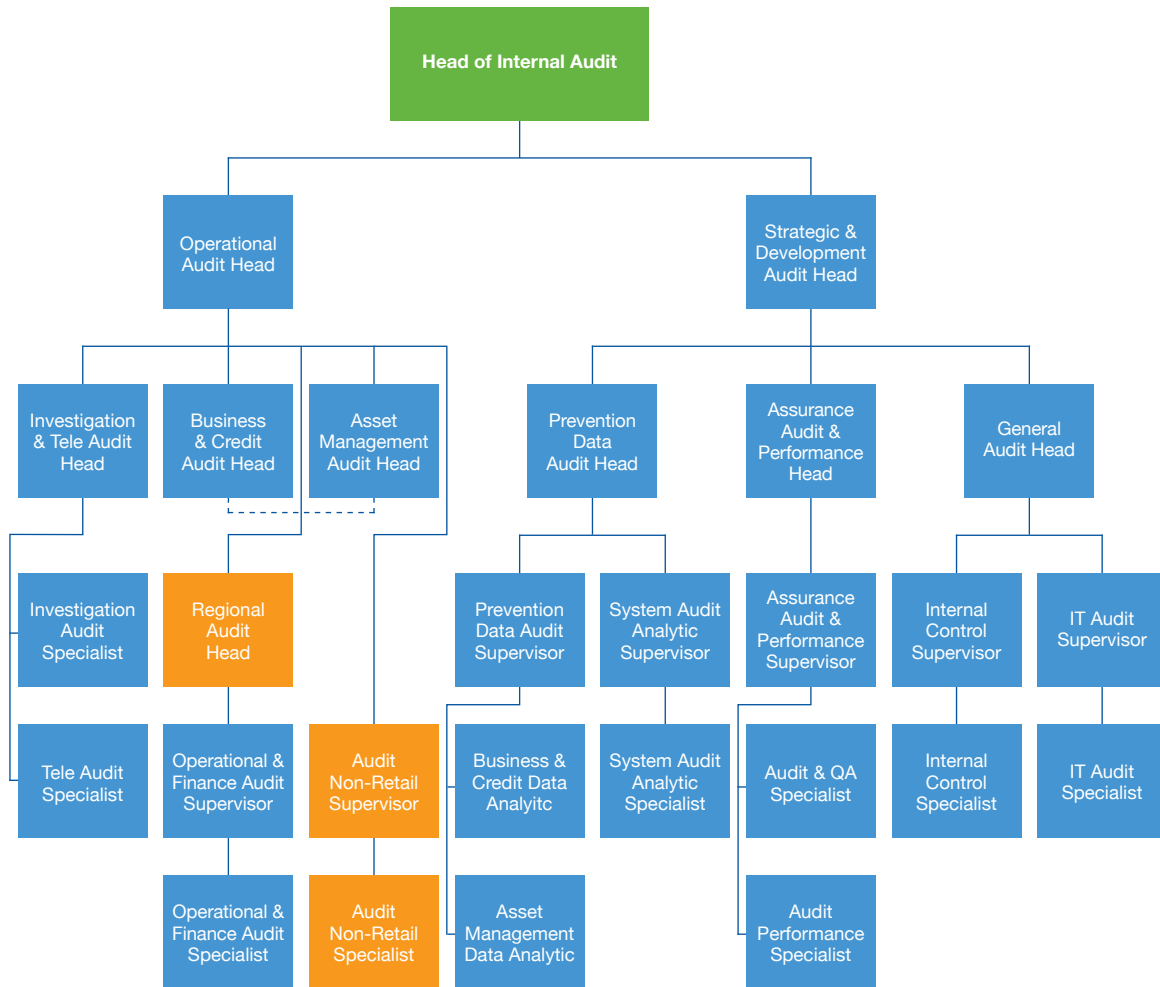 Head of Internal Audit
Operational
Audit Head
Strategic &
Development
Audit Head
Investigation
& Tele Audit
Head
Business
& Credit
Audit Head
Asset
Management
Audit Head
Prevention
Data
Audit Head
Assurance
Audit &
Performance
Head
General
Audit Head
Investigation
Audit
Specialist
Regional
Audit
Head
Prevention
Data Audit
Supervisor
System Audit
Analytic
Supervisor
Assurance
Audit &
Performance
Supervisor
Internal
Control
Supervisor
IT Audit
Supervisor
Tele Audit
Specialist
Operational &
Finance Audit
Supervisor
Audit
Non-Retail
Supervisor
Business &
Credit Data
Analyitc
System Audit
Analytic
Specialist
Audit & QA
Specialist
Internal
Control
Specialist
IT Audit
Specialist
Operational &
Finance Audit
Specialist
Audit
Non-Retail
Specialist
Asset
Management
Data Analytic
Audit
Performance
Specialist